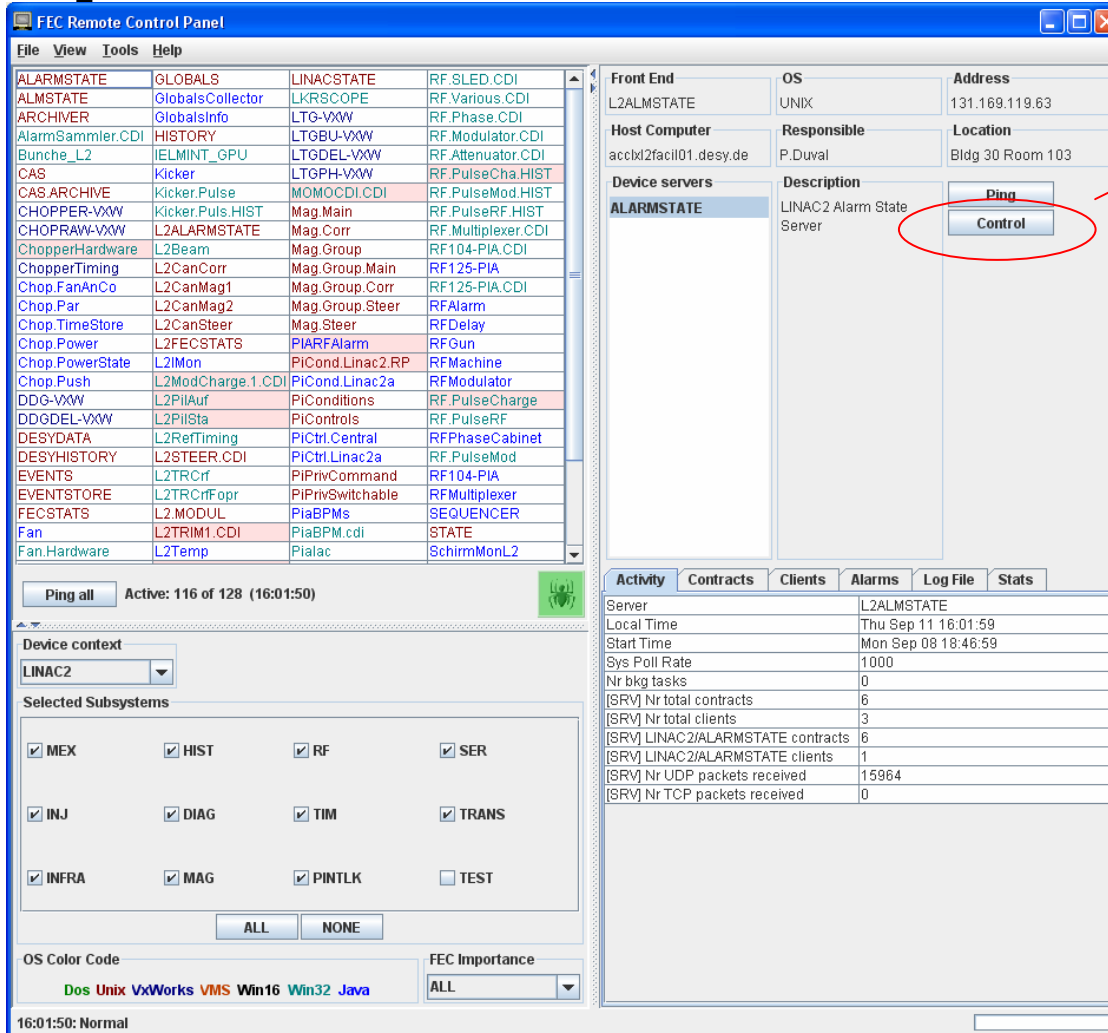 FEC Remote Control Panel
File View Tools Help
ALARMSTATE GLOBALS LINACSTATE RF.SLED.CDI
ALMSTATE GlobalsCollector LKRSCOPE RF.Various.CDI
ARCHIVER GlobalsInfo LTG-VXW RF.Phase.CDI
AlarmSammler.CDI HISTORY LTGBU-VXW RF.Modulator.CDI
Bunche_L2 IELMINT_GPU LTGDEL-VXW RF.Attenuator.CDI
CAS Kicker LTGPH-VXW RF.PulseCha.HIST
CAS.ARCHIVE Kicker.Pulse MOMOCDI.CDI RF.PulseMod.HIST
CHOPPER-VXW Kicker.Puls.HIST Mag.Main RF.PulseRF.HIST
CHOPRAW-VXW L2ALARMSTATE Mag.Corr RF.Multiplexer.CDI
ChopperHardware L2Beam Mag.Group RF104-PIA.CDI
ChopperTiming L2CanCorr Mag.Group.Main RF125-PIA
Chop.FanAnCo L2CanMag1 Mag.Group.Corr RF125-PIA.CDI
Chop.Par L2CanMag2 Mag.Group.Steer RFAlarm
Chop.TimeStore L2CanSteer Mag.Steer RFDelay
Chop.Power L2FECSTATS PIARFAlarm RFGun
Chop.PowerState L2IMon PiCond.Linac2.RP RFMachine
Chop.Push L2ModCharge.1.CDI PiCond.Linac2a RFModulator
DDG-VXW L2PilAuf PiConditions RF.PulseCharge
DDGDEL-VXW L2PilSta PiControls RF.PulseRF
DESYDATA L2RefTiming PiCtrl.Central RFPhaseCabinet
DESYHISTORY L2STEER.CDI PiCtrl.Linac2a RF.PulseMod
EVENTS L2TRCrf PiPrivCommand RF104-PIA
EVENTSTORE L2TRCrfFopr PiPrivSwitchable RFMultiplexer
FECSTATS L2.MODUL PiaBPMs SEQUENCER
Fan L2TRIM1.CDI PiaBPM.cdi STATE
Fan.Hardware L2Temp Pialac SchirmMonL2
Ping all Active: 116 of 128 (16:01:50)
Device context
LINAC2
Selected Subsystems
MEX HIST RF SER
INJ DIAG TIM TRANS
INFRA MAG PINTLK TEST
ALL NONE
OS Color Code FEC Importance
Dos Unix VxWorks VMS Win16 Win32 Java ALL
Front End OS Address
L2ALMSTATE UNIX 131.169.119.63
Host Computer Responsible Location
acclxl2facil01.desy.de P.Duval Bldg 30 Room 103
Device servers Description
ALARMSTATE LINAC2 Alarm State
Server
Ping
Control
Activity Contracts Clients Alarms Log File Stats
Server L2ALMSTATE
Local Time Thu Sep 11 16:01:59
Start Time Mon Sep 08 18:46:59
Sys Poll Rate 1000
Nr bkg tasks 0
[SRV] Nr total contracts 6
[SRV] Nr total clients 3
[SRV] LINAC2/ALARMSTATE contracts 6
[SRV] LINAC2/ALARMSTATE clients 1
[SRV] Nr UDP packets received 15964
[SRV] Nr TCP packets received 0
16:01:50: Normal